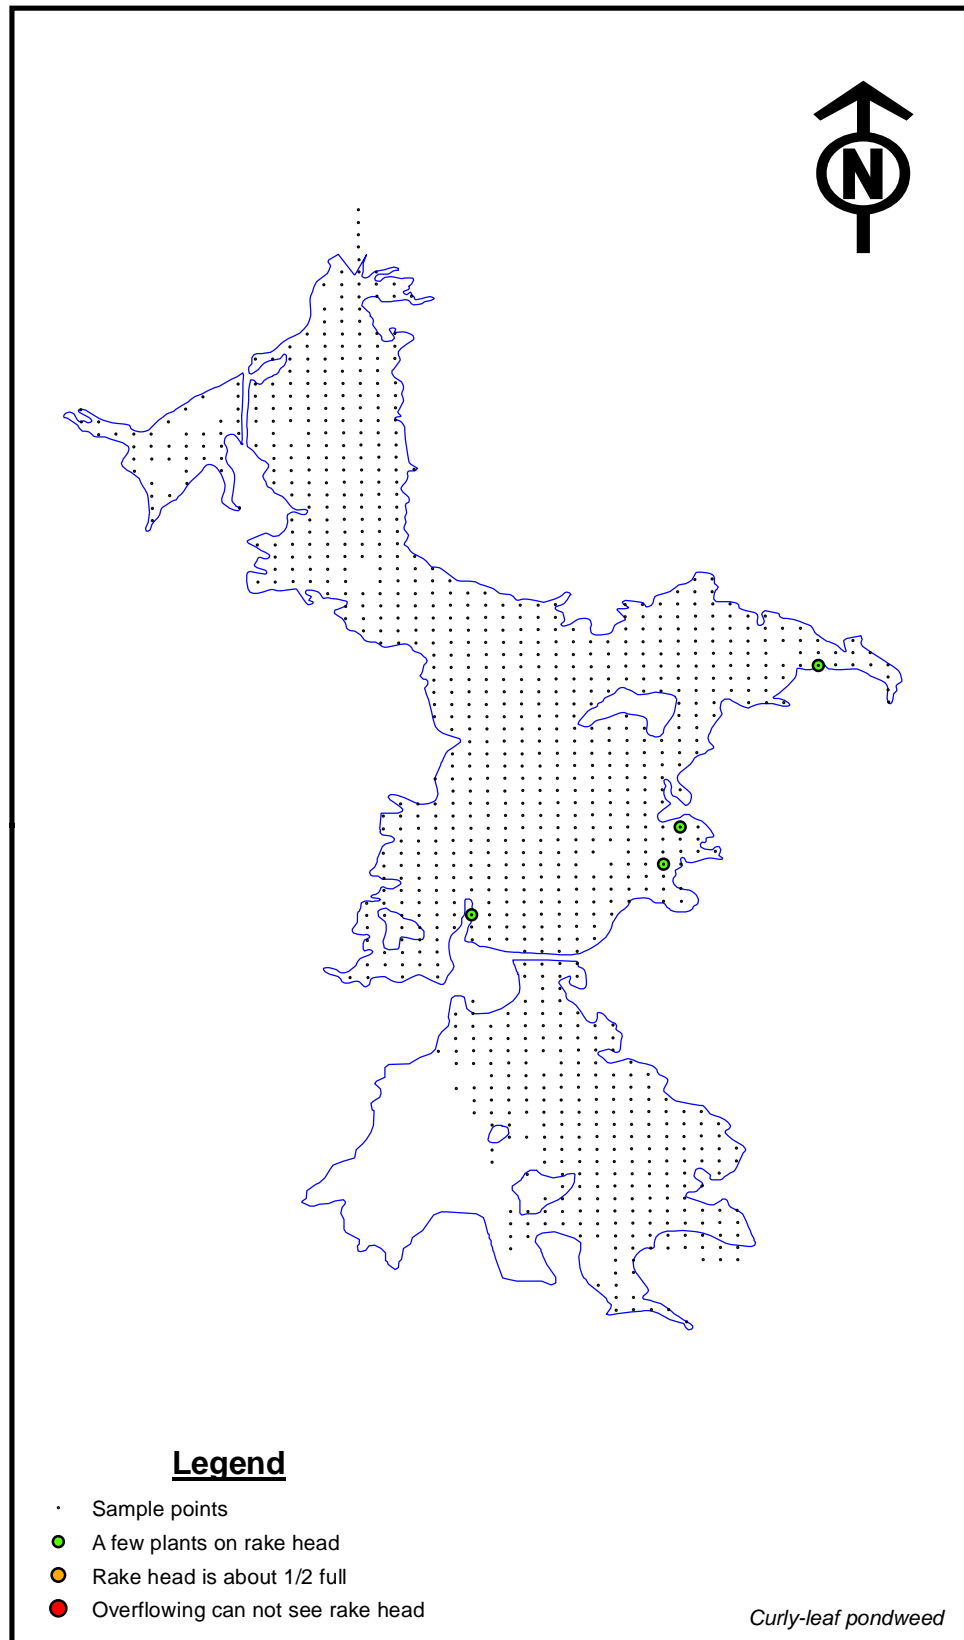 N
Legend
Sample points
A few plants on rake head
Rake head is about 1/2 full
Overflowing can not see rake head
Curly-leaf pondweed